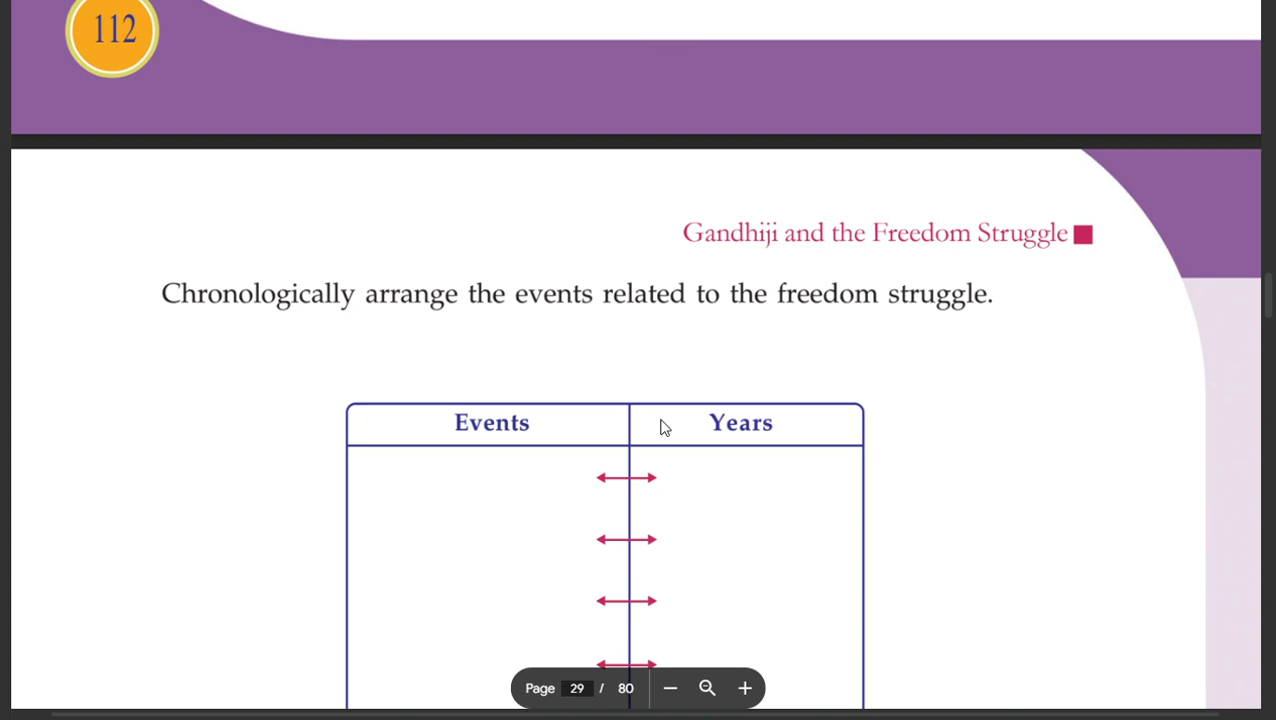 112
Gandhiji and the Freedom Struggle
Chronologically arrange the events related to the freedom struggle.
Events Years
Page 29 / 80